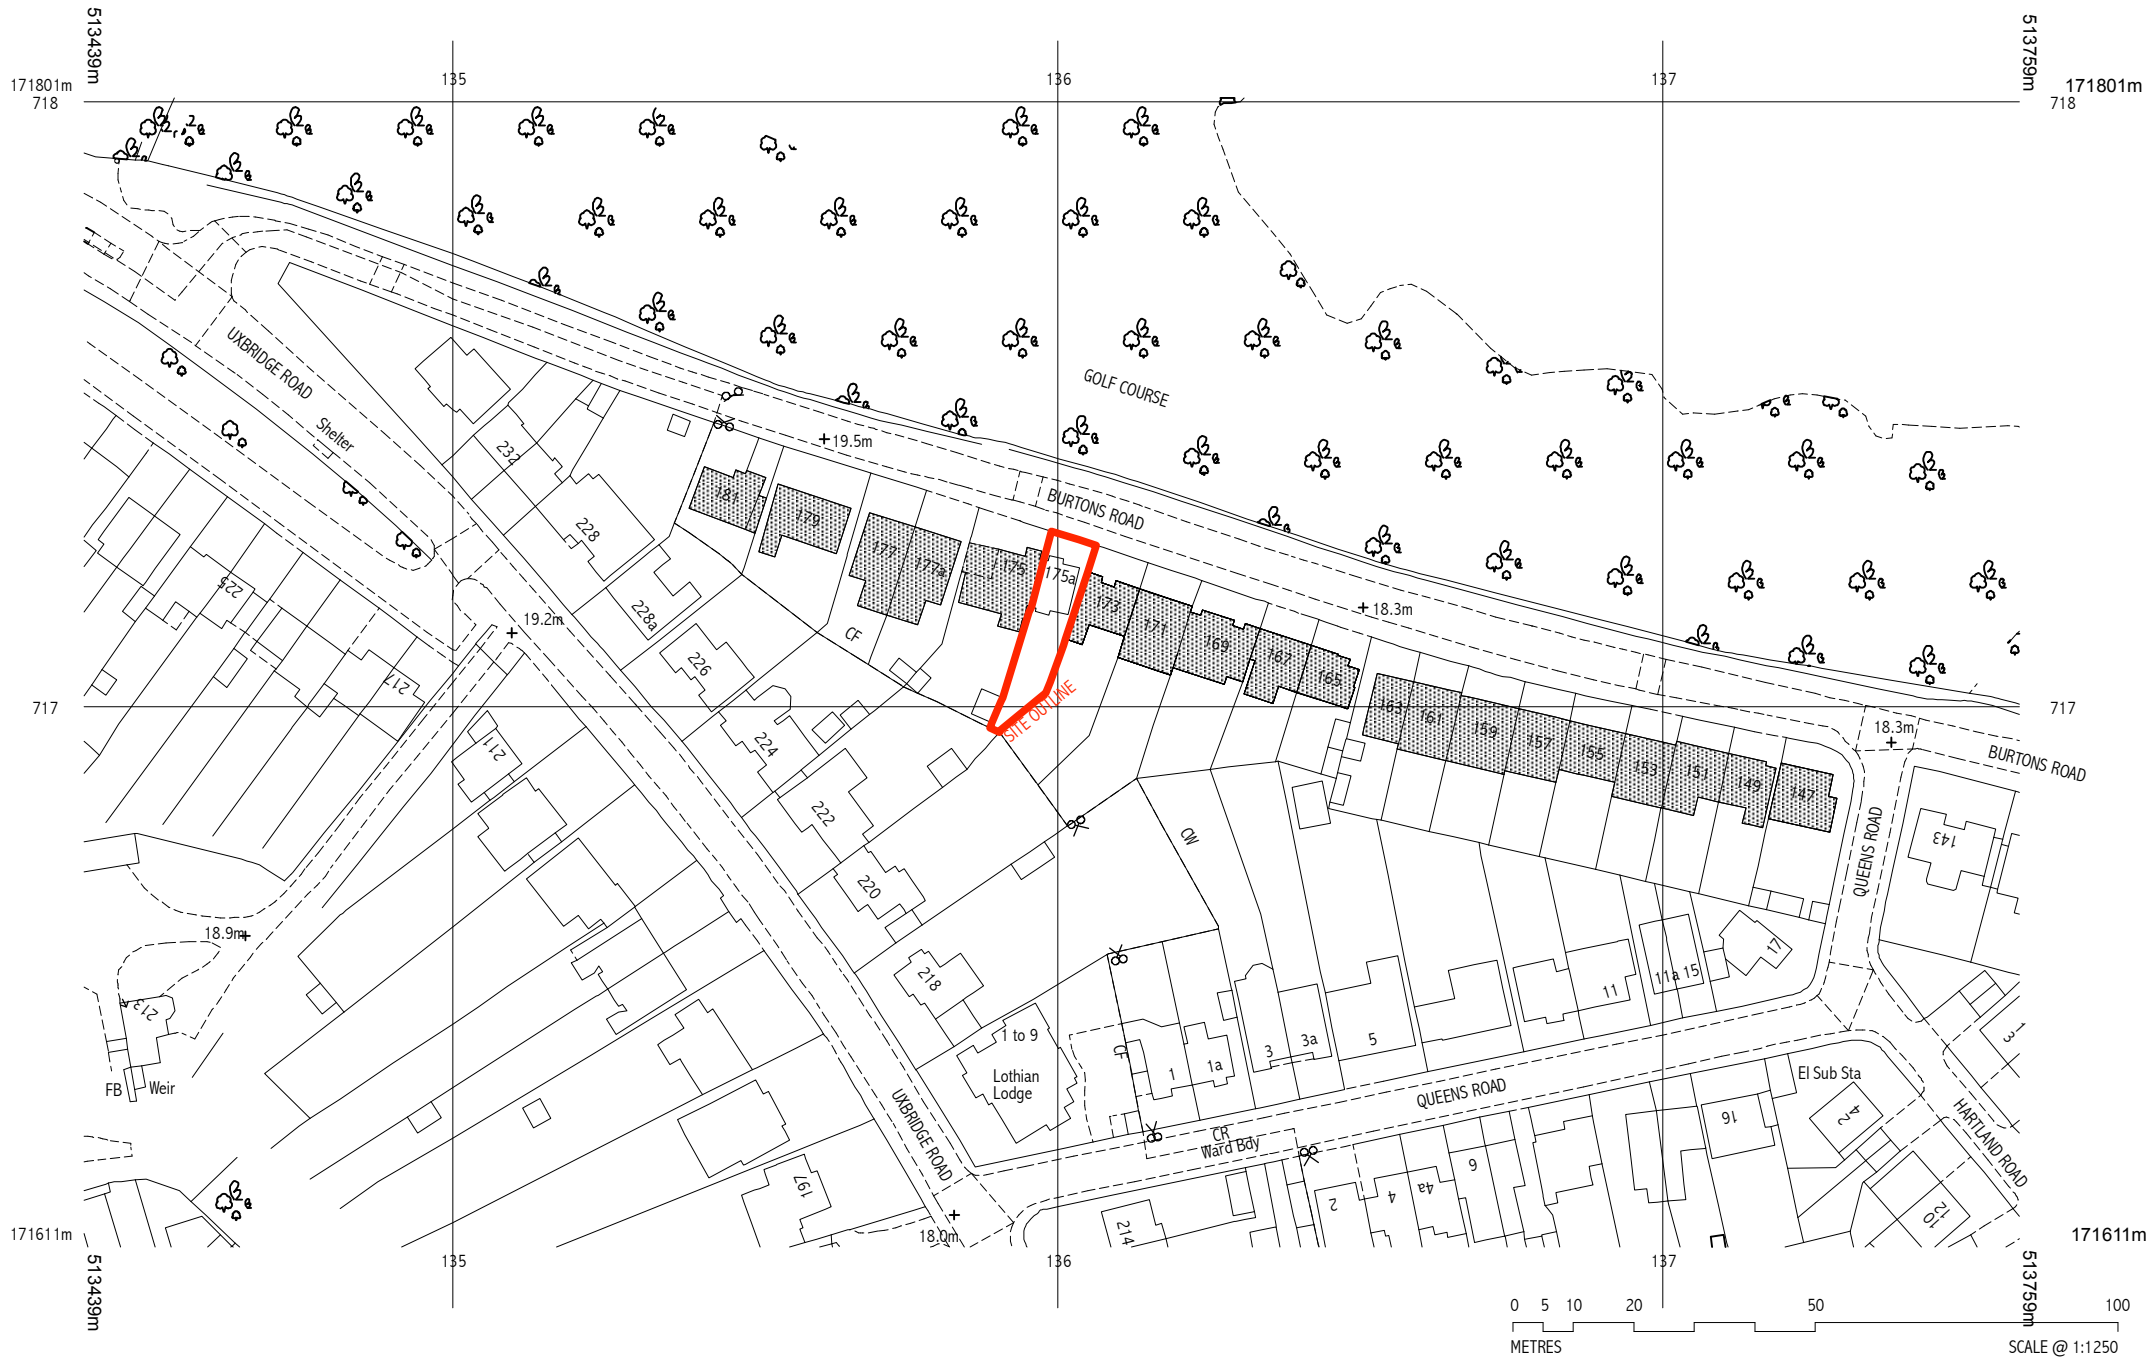 513439m
513759m
171801m
135
136
137
171801m
718
718
UXBRIDGE ROAD
GOLF COURSE
Shelter
19.5m
232
181
BURTONS ROAD
179
228
177
177a
175
175a
225
173
18.3m
19.2m
228a
171
CF
169
226
167
165
217
SITE OUTLINE
717
163
717
161
18.3m
159
211
224
157
155
BURTONS ROAD
153
151
149
147
222
CW
143
QUEENS ROAD
220
18.9m
17
218
11a 15
11
213
1 to 9
3
3a
5
3
1
CF
1a
1
Lothian
Lodge
El Sub Sta
FB
Weir
QUEENS ROAD
UXBRIDGE ROAD
16
24
HARTLAND ROAD
CR
Ward Bdy
6
197
2
4
4a
214
10
12
18.0m
171611m
171611m
513439m
135
136
137
513759m
0 5 10 20 50 100
METRES
SCALE @ 1:1250